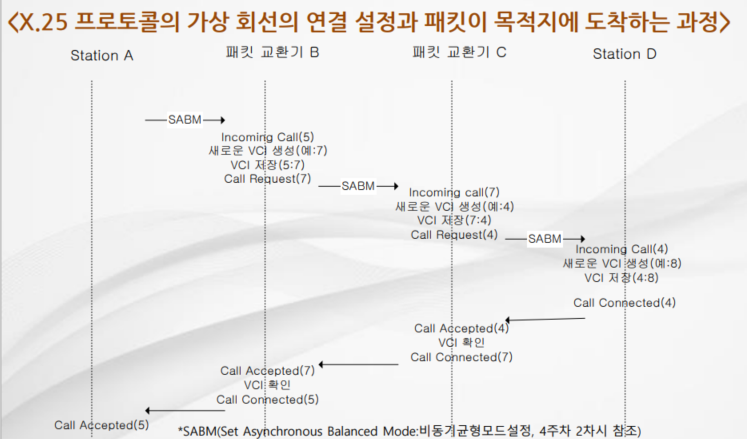 <X.25 프로토콜의 가상 회선의 연결 설정과 패킷이 목적지에 도착하는 과정>
Station A
패킷 교환기 B
패킷 교환기 C
Station D
SABM
Incoming Call(5)
새로운 VCI 생성(예:7)
VCI 저장(5:7)
Call Request(7)
SABM
Incoming call(7)
새로운 VCI 생성(예:4)
VCI 저장(7:4)
Call Request(4)
SABM
Incoming Call(4)
새로운 VCI 생성(예:8)
VCI 저장(4:8)
Call Connected(4)
Call Accepted(4)
VCI 확인
Call Connected(7)
Call Accepted(7)
VCI 확인
Call Connected(5)
Call Accepted(5)
*SABM(Set Asynchronous Balanced Mode:비동기균형모드설정, 4주차 2차시 참조)